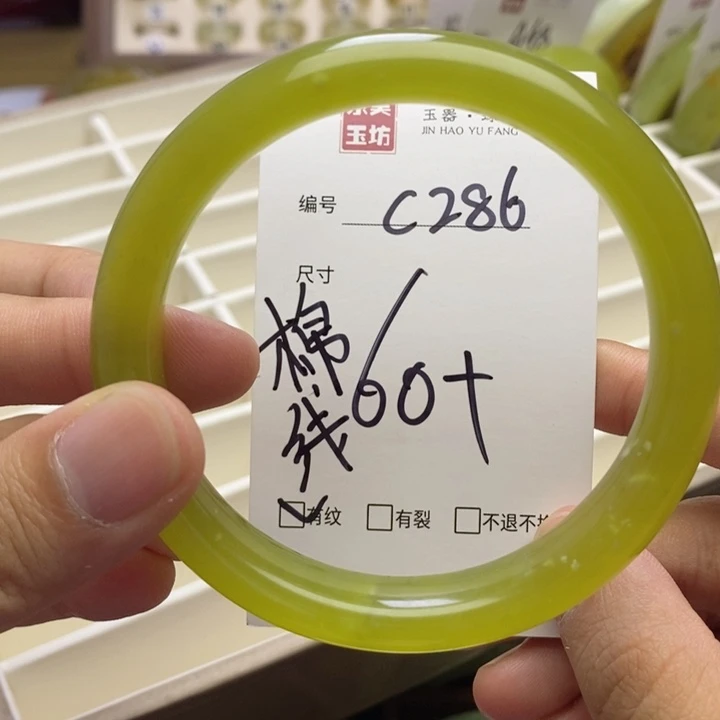 玉坊
玉器·
JIN HAO YU FANG
编号 C286
尺寸
60+
棉线
有纹 有裂 不退不